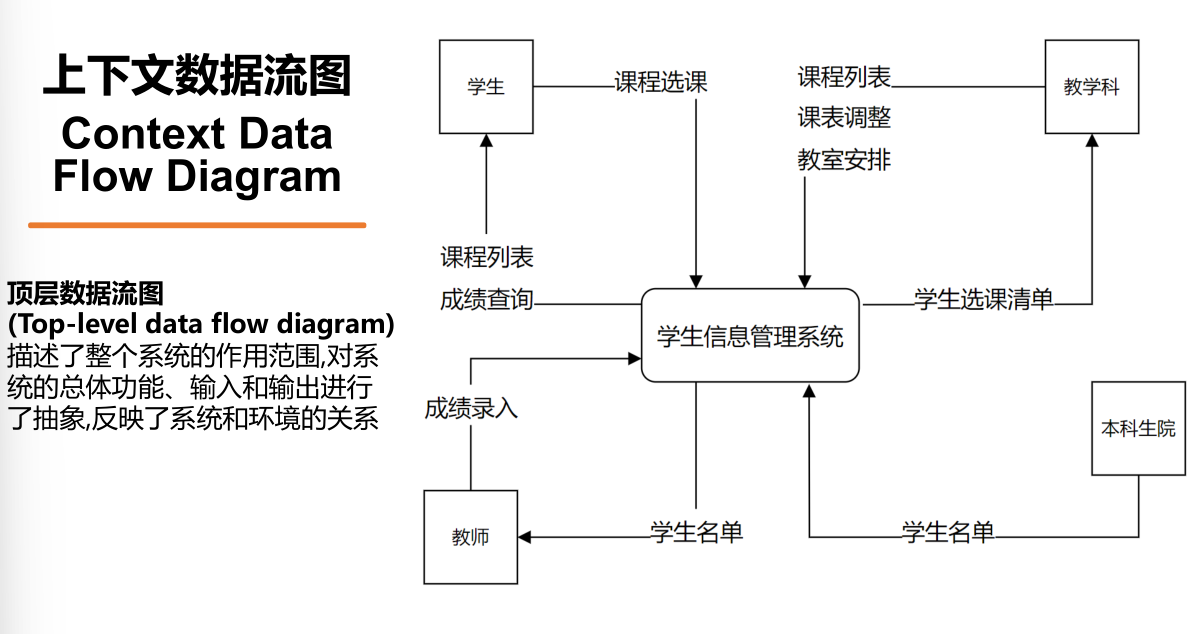 上下文数据流图
Context Data
Flow Diagram
顶层数据流图
(Top-level data flow diagram)
描述了整个系统的作用范围,对系
统的总体功能、输入和输出进行
了抽象,反映了系统和环境的关系
学生
课程选课
课程列表
课表调整
教室安排
教学科
课程列表
成绩查询
学生信息管理系统
学生选课清单
成绩录入
本科生院
教师
学生名单
学生名单